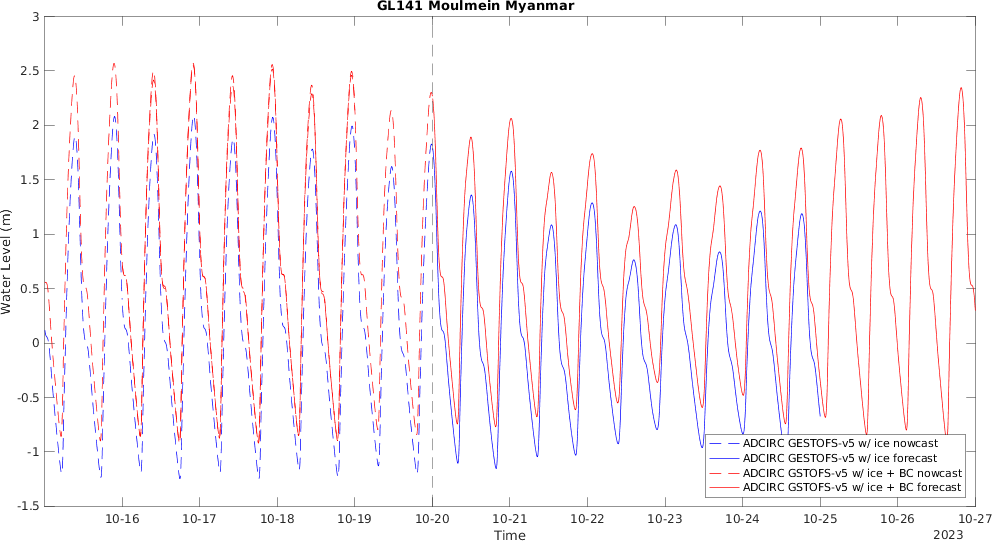 GL141 Moulmein Myanmar
3
2.5
2
1.5
1
0.5
0
-0.5
-1
-1.5
Water Level (m)
10-16 10-17 10-18 10-19 10-20 10-21 10-22 10-23 10-24 10-25 10-26 10-27
Time
2023
ADCIRC GESTOFS-v5 w/ ice nowcast
ADCIRC GESTOFS-v5 w/ ice forecast
ADCIRC GSTOFS-v5 w/ ice + BC nowcast
ADCIRC GSTOFS-v5 w/ ice + BC forecast